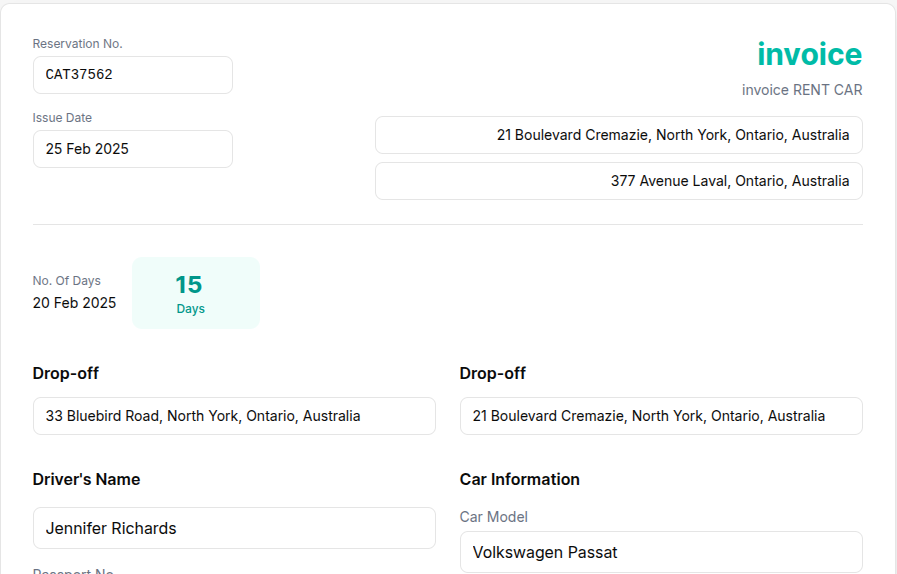 Reservation No.
CAT37562
Issue Date
25 Feb 2025
invoice
invoice RENT CAR
21 Boulevard Cremazie, North York, Ontario, Australia
377 Avenue Laval, Ontario, Australia
No. Of Days
20 Feb 2025
15
Days
Drop-off
33 Bluebird Road, North York, Ontario, Australia
Drop-off
21 Boulevard Cremazie, North York, Ontario, Australia
Driver's Name
Jennifer Richards
Passport No
Car Information
Car Model
Volkswagen Passat